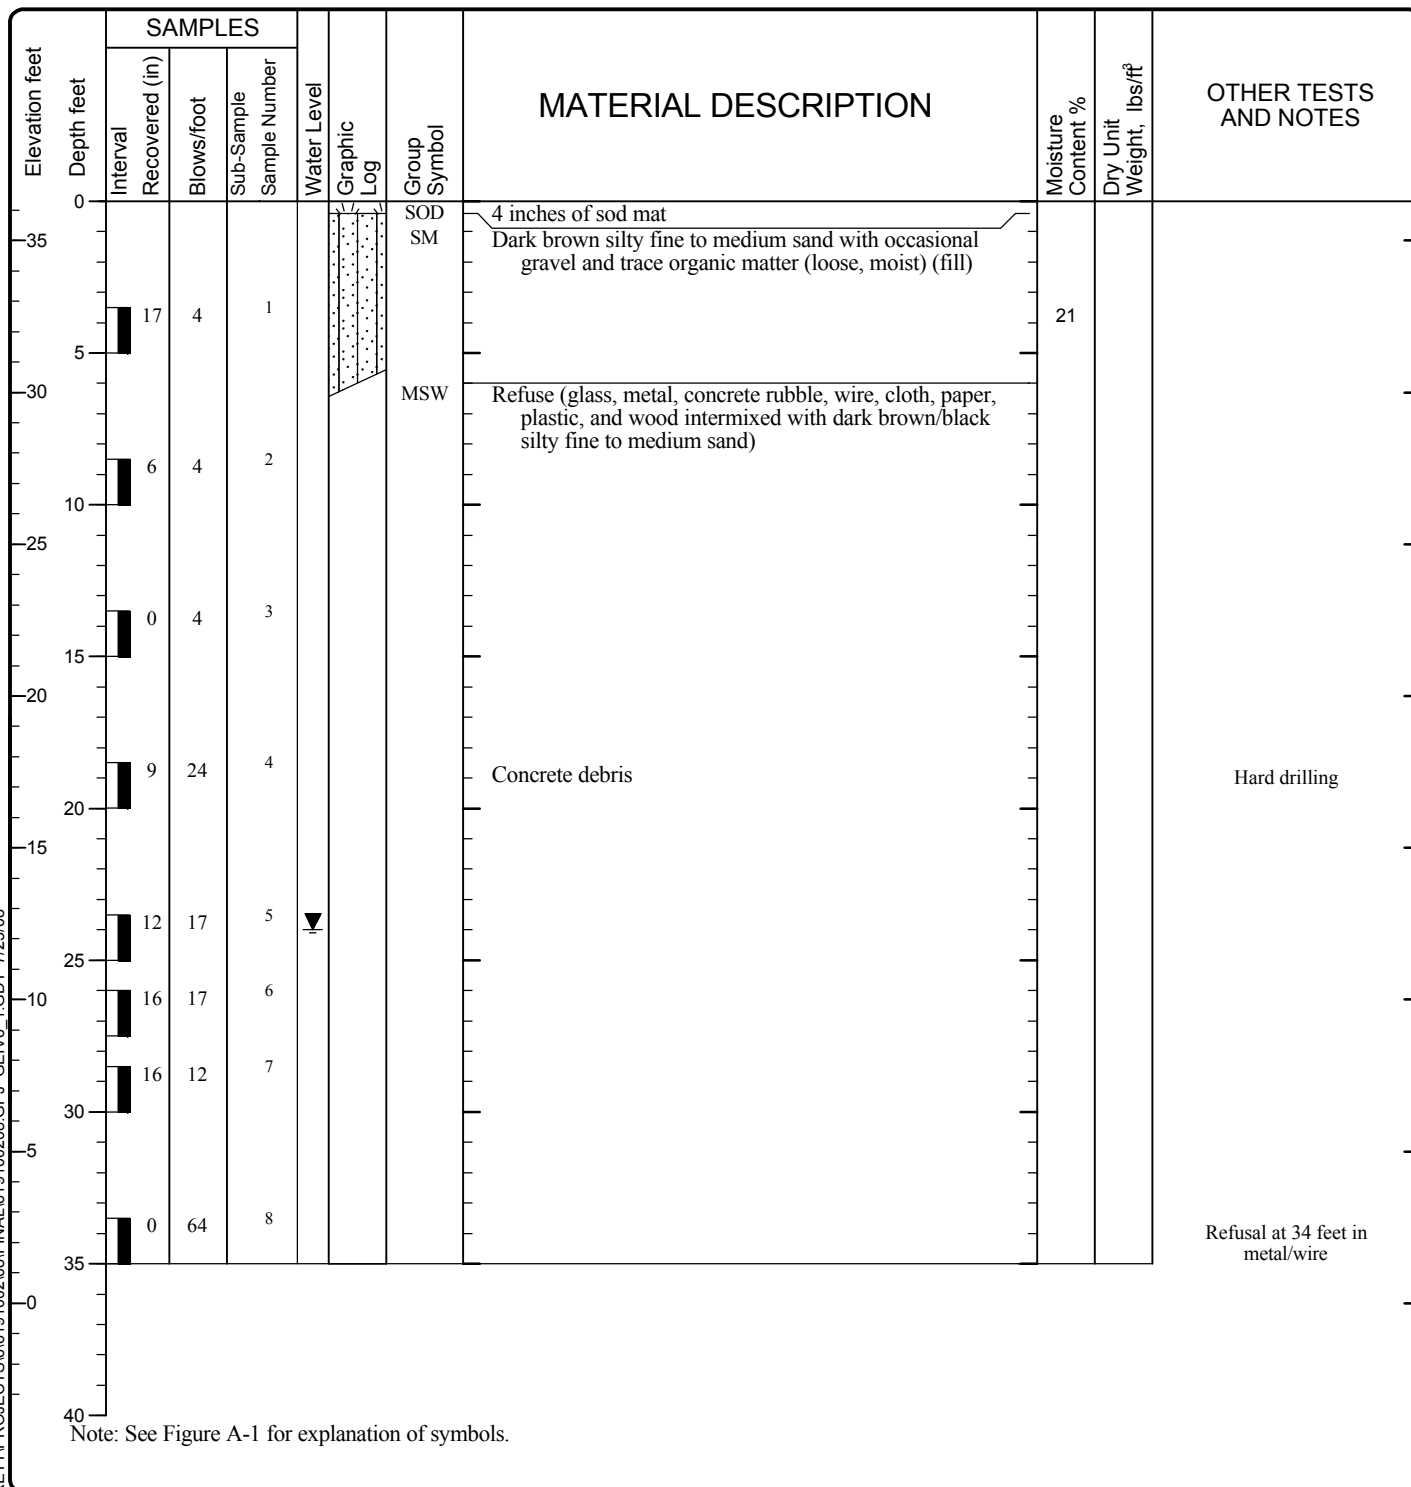 SAMPLES
Elevation feet
Depth feet
Interval
Recovered (in)
Blows/foot
Sub-Sample
Sample Number
Water Level
Graphic
Log
Group
Symbol
MATERIAL DESCRIPTION
Moisture
Content %
Dry Unit
Weight, lbs/ft³
OTHER TESTS
AND NOTES
0
SOD
4 inches of sod mat
35
SM
Dark brown silty fine to medium sand with occasional
gravel and trace organic matter (loose, moist) (fill)
17 4 1
21
5
30
MSW
Refuse (glass, metal, concrete rubble, wire, cloth, paper,
plastic, and wood intermixed with dark brown/black
silty fine to medium sand)
6 4 2
10
25
0 4 3
15
20
9 24 4
Concrete debris
Hard drilling
20
15
12 17 5
25
10
16 17 6
16 12 7
30
5
0 64 8
Refusal at 34 feet in
metal/wire
35
0
40
Note: See Figure A-1 for explanation of symbols.